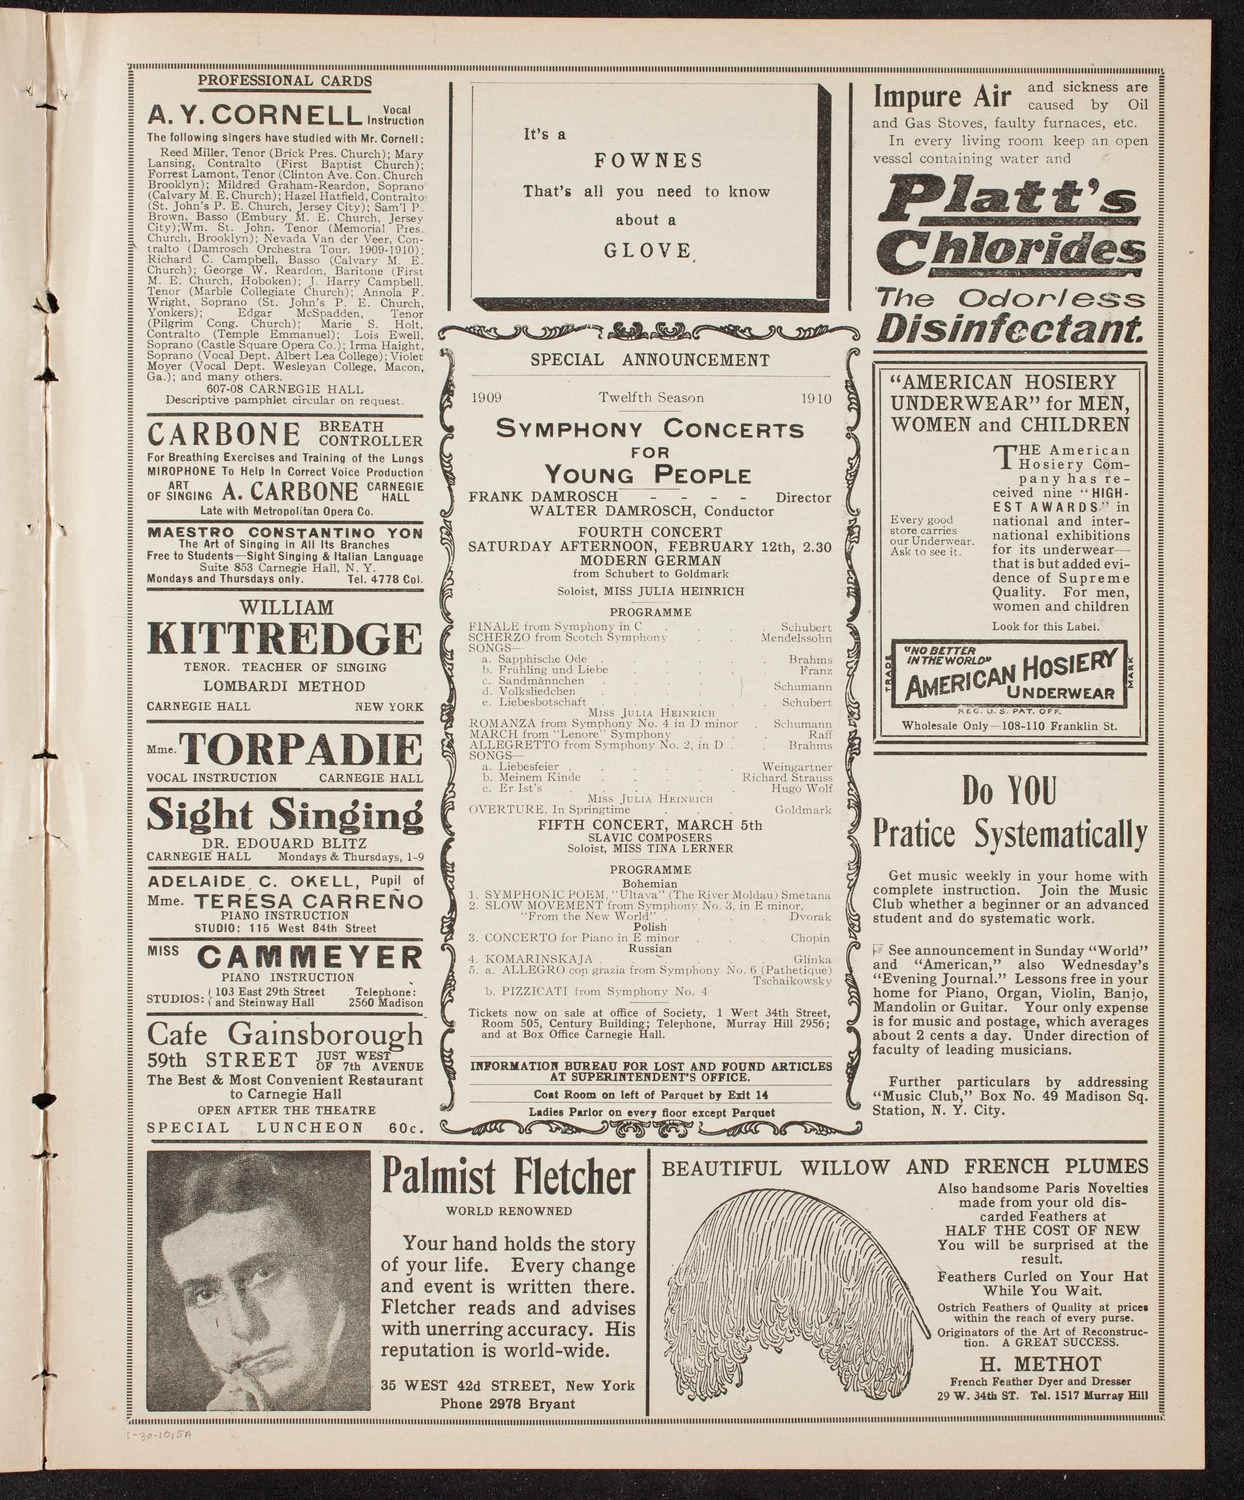 PROFESSIONAL CARDS
A. Y. CORNELL Vocal Instruction
The following singers have studied with Mr. Cornell:
Reed Miller, Tenor (Brick Pres. Church); Mary
Lansing, Contralto (First Baptist Church);
Forrest Lamont, Tenor (Clinton Ave. Con. Church
Brooklyn); Mildred Graham-Reardon, Soprano
(Calvary M. E. Church); Hazel Hatfield, Contralto
(St. John's P. E. Church, Jersey City); Sam'l P.
Brown, Basso (Embury M. E. Church, Jersey
City); Wm. St. John, Tenor (Memorial Pres.
Church, Brooklyn); Nevada Van der Veer, Con-
tralto (Damrosch Orchestra Tour, 1909-1910);
Richard C. Campbell, Basso (Calvary M. E.
Church); George W. Reardon, Baritone (First
M. E. Church, Hoboken); J. Harry Campbell,
Tenor (Marble Collegiate Church); Annola F.
Wright, Soprano (St. John's P. E. Church,
Yonkers); Edgar McSpadden, Tenor
(Pilgrim Cong. Church); Marie S. Holt,
Contralto (Temple Emmanuel); Lois Ewell,
Soprano (Castle Square Opera Co.); Irma Haight,
Soprano (Vocal Dept. Albert Lea College); Violet
Moyer (Vocal Dept. Wesleyan College, Macon,
Ga.); and many others.
607-08 CARNEGIE HALL
Descriptive pamphlet circular on request.
CARBONE BREATH CONTROLLER
For Breathing Exercises and Training of the Lungs
MIROPHONE To Help In Correct Voice Production
ART OF SINGING A. CARBONE CARNEGIE HALL
Late with Metropolitan Opera Co.
MAESTRO CONSTANTINO YON
The Art of Singing in All Its Branches
Free to Students—Sight Singing & Italian Language
Suite 853 Carnegie Hall, N. Y.
Mondays and Thursdays only. Tel. 4778 Col.
WILLIAM
KITTREDGE
TENOR. TEACHER OF SINGING
LOMBARDI METHOD
CARNEGIE HALL NEW YORK
Mme. TORPADIE
VOCAL INSTRUCTION CARNEGIE HALL
Sight Singing
DR. EDOUARD BLITZ
CARNEGIE HALL Mondays & Thursdays, 1-9
ADELAIDE C. OKELL, Pupil of
Mme. TERESA CARREÑO
PIANO INSTRUCTION
STUDIO: 115 West 84th Street
MISS CAMMEYER
PIANO INSTRUCTION
STUDIOS: 103 East 29th Street Telephone:
and Steinway Hall 2560 Madison
Cafe Gainsborough
59th STREET JUST WEST OF 7th AVENUE
The Best & Most Convenient Restaurant
to Carnegie Hall
OPEN AFTER THE THEATRE
SPECIAL LUNCHEON 60c.
It's a
FOWNES
That's all you need to know
about a
GLOVE
SPECIAL ANNOUNCEMENT
1909 Twelfth Season 1910
SYMPHONY CONCERTS
FOR
YOUNG PEOPLE
FRANK DAMROSCH - - - - Director
WALTER DAMROSCH, Conductor
FOURTH CONCERT
SATURDAY AFTERNOON, FEBRUARY 12th, 2.30
MODERN GERMAN
from Schubert to Goldmark
Soloist, MISS JULIA HEINRICH
PROGRAMME
FINALE from Symphony in C . . . Schubert
SCHERZO from Scotch Symphony . . Mendelssohn
SONGS—
a. Sapphische Ode . . . . . Brahms
b. Frühling und Liebe . . . . Franz
c. Sandmännchen . . . .
d. Volksliedchen . . . . } Schumann
e. Liebesbotschaft . . . . . Schubert
MISS JULIA HEINRICH
ROMANZA from Symphony No. 4 in D minor . Schumann
MARCH from "Lenore" Symphony . . . Raff
ALLEGRETTO from Symphony No. 2, in D . . Brahms
SONGS—
a. Liebesfeier . . . . . Weingartner
b. Meinem Kinde . . . . Richard Strauss
c. Er Ist's . . . . . Hugo Wolf
MISS JULIA HEINRICH
OVERTURE, In Springtime . . . Goldmark
FIFTH CONCERT, MARCH 5th
SLAVIC COMPOSERS
Soloist, MISS TINA LERNER
PROGRAMME
Bohemian
1. SYMPHONIC POEM, "Ultava" (The River Moldau) Smetana
2. SLOW MOVEMENT from Symphony No. 3, in E minor,
"From the New World" . . . . Dvorak
Polish
3. CONCERTO for Piano in E minor . . . Chopin
Russian
4. KOMARINSKAJA . . . . . Glinka
5. a. ALLEGRO con grazia from Symphony No. 6 (Pathetique)
Tschaikowsky
b. PIZZICATI from Symphony No. 4
Tickets now on sale at office of Society, 1 West 34th Street,
Room 505, Century Building; Telephone, Murray Hill 2956;
and at Box Office Carnegie Hall.
INFORMATION BUREAU FOR LOST AND FOUND ARTICLES
AT SUPERINTENDENT'S OFFICE.
Coat Room on left of Parquet by Exit 14
Ladies Parlor on every floor except Parquet
Impure Air and sickness are
caused by Oil
and Gas Stoves, faulty furnaces, etc.
In every living room keep an open
vessel containing water and
Platt's
Chlorides
The Odorless
Disinfectant.
"AMERICAN HOSIERY
UNDERWEAR" for MEN,
WOMEN and CHILDREN
THE American
Hosiery Com-
pany has re-
ceived nine "HIGH-
EST AWARDS" in
national and inter-
national exhibitions
for its underwear—
that is but added evi-
dence of Supreme
Quality. For men,
women and children
Look for this Label.
Every good
store carries
our Underwear.
Ask to see it.
TRADE MARK
"NO BETTER
IN THE WORLD"
AMERICAN HOSIERY
UNDERWEAR
REG. U. S. PAT. OFF.
Wholesale Only—108-110 Franklin St.
Do YOU
Pratice Systematically
Get music weekly in your home with
complete instruction. Join the Music
Club whether a beginner or an advanced
student and do systematic work.
See announcement in Sunday "World"
and "American," also Wednesday's
"Evening Journal." Lessons free in your
home for Piano, Organ, Violin, Banjo,
Mandolin or Guitar. Your only expense
is for music and postage, which averages
about 2 cents a day. Under direction of
faculty of leading musicians.
Further particulars by addressing
"Music Club," Box No. 49 Madison Sq.
Station, N. Y. City.
Palmist Fletcher
WORLD RENOWNED
Your hand holds the story
of your life. Every change
and event is written there.
Fletcher reads and advises
with unerring accuracy. His
reputation is world-wide.
35 WEST 42d STREET, New York
Phone 2978 Bryant
BEAUTIFUL WILLOW AND FRENCH PLUMES
Also handsome Paris Novelties
made from your old dis-
carded Feathers at
HALF THE COST OF NEW
You will be surprised at the
result.
Feathers Curled on Your Hat
While You Wait.
Ostrich Feathers of Quality at prices
within the reach of every purse.
Originators of the Art of Reconstruc-
tion. A GREAT SUCCESS.
H. METHOT
French Feather Dyer and Dresser
29 W. 34th ST. Tel. 1517 Murray Hill
1-30-10,5A